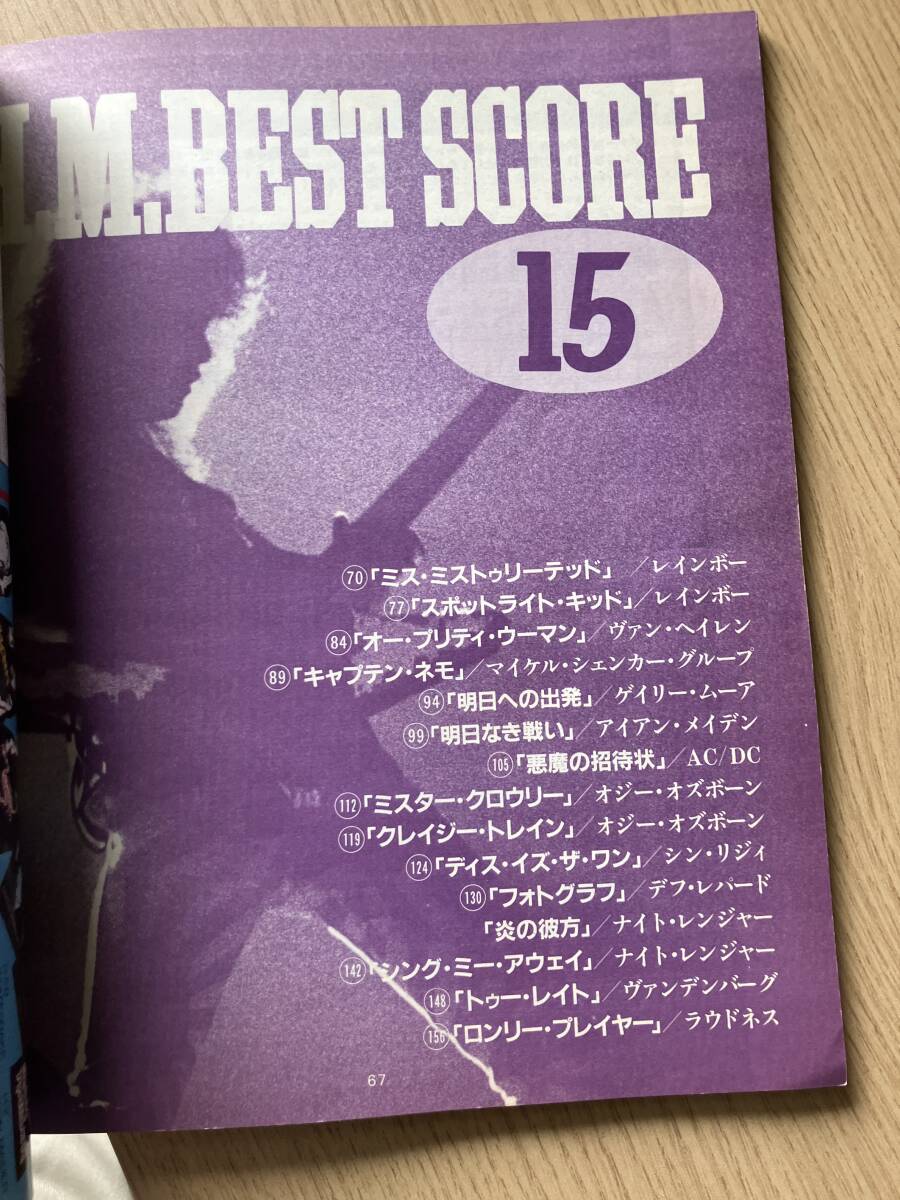 .M.BEST SCORE
15
70「ミス・ミストゥリーテッド」／レインボー
77「スポットライト・キッド」／レインボー
84「オー・プリティ・ウーマン」／ヴァン・ヘイレン
89「キャプテン・ネモ」／マイケル・シェンカー・グループ
94「明日への出発」／ゲイリー・ムーア
99「明日なき戦い」／アイアン・メイデン
105「悪魔の招待状」／AC/DC
112「ミスター・クロウリー」／オジー・オズボーン
119「クレイジー・トレイン」／オジー・オズボーン
124「ディス・イズ・ザ・ワン」／シン・リジィ
130「フォトグラフ」／デフ・レパード
「炎の彼方」／ナイト・レンジャー
142「シング・ミー・アウェイ」／ナイト・レンジャー
148「トゥー・レイト」／ヴァンデンバーグ
156「ロンリー・プレイヤー」／ラウドネス
67